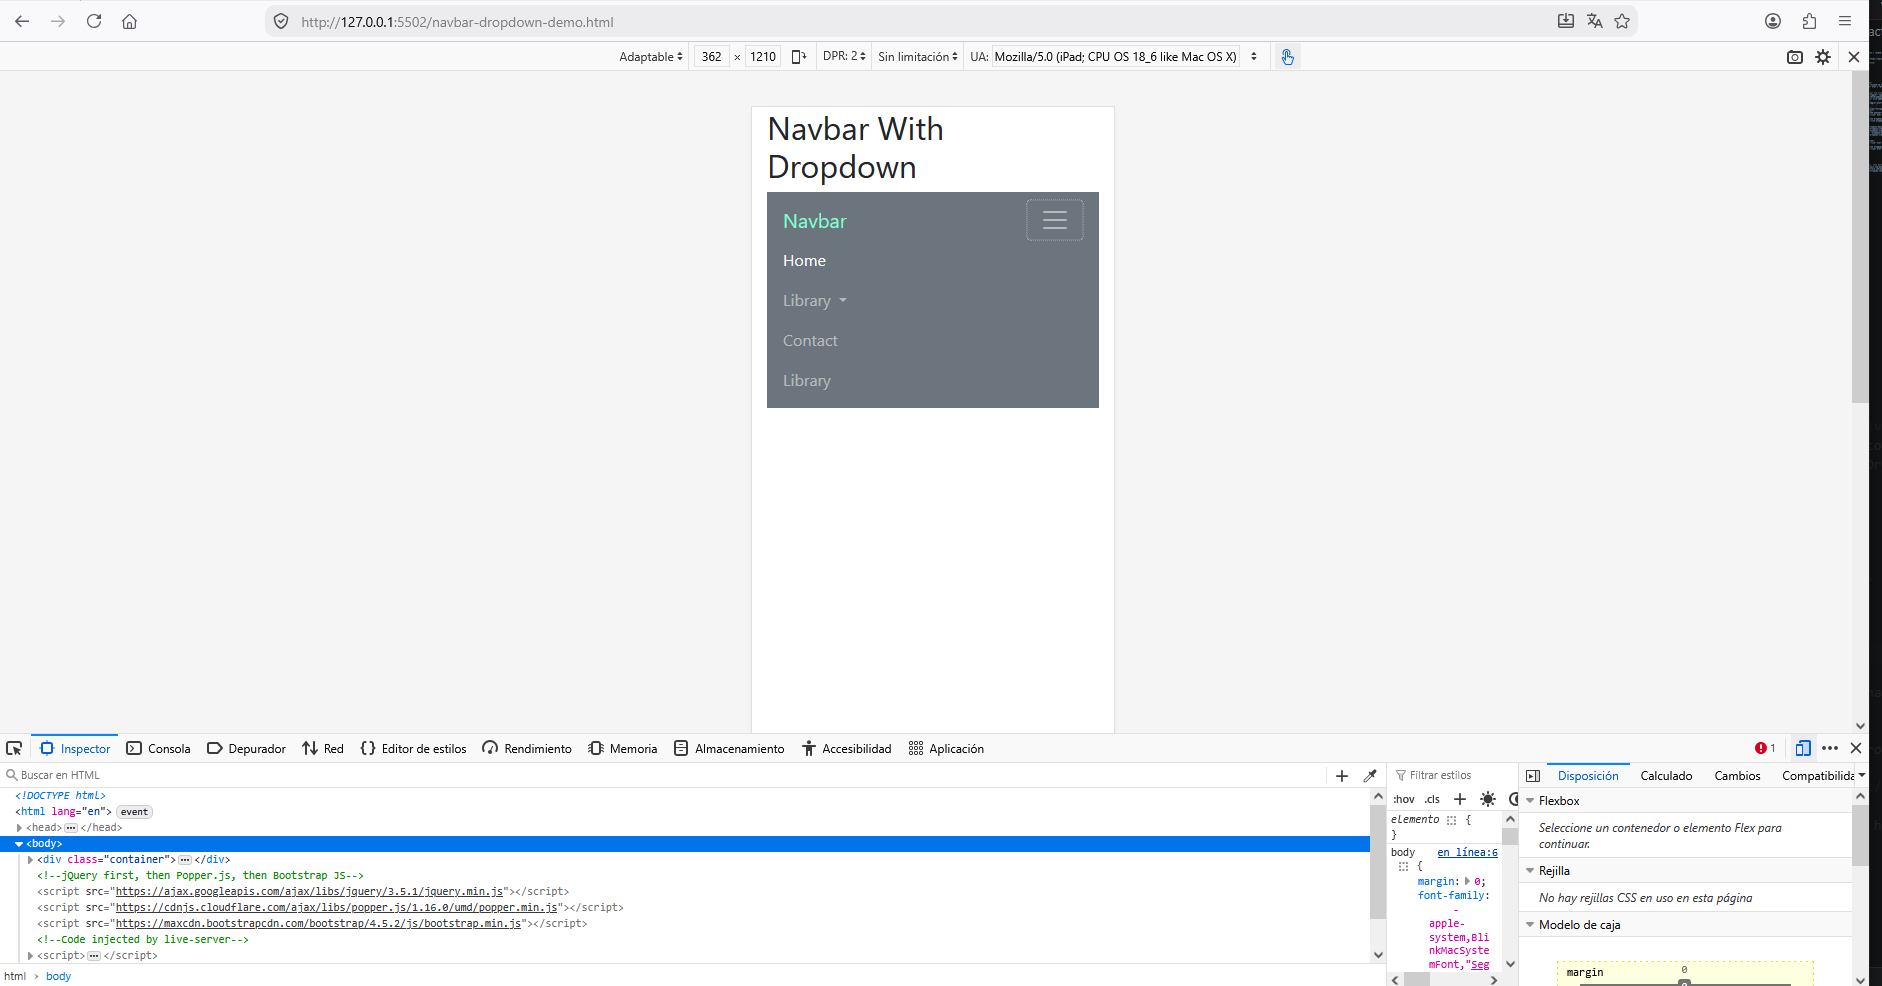 http://127.0.0.1:5502/navbar-dropdown-demo.html
Adaptable 362 × 1210 DPR: 2 Sin limitación UA: Mozilla/5.0 (iPad; CPU OS 18_6 like Mac OS X)
Navbar With
Dropdown
Navbar
Home
Library
Contact
Library
Inspector Consola Depurador Red Editor de estilos Rendimiento Memoria Almacenamiento Accesibilidad Aplicación 1
Buscar en HTML
<!DOCTYPE html>
<html lang="en"> event
<head> </head>
<body>
<div class="container"> </div>
<!--jQuery first, then Popper.js, then Bootstrap JS-->
<script src="https://ajax.googleapis.com/ajax/libs/jquery/3.5.1/jquery.min.js"></script>
<script src="https://cdnjs.cloudflare.com/ajax/libs/popper.js/1.16.0/umd/popper.min.js"></script>
<script src="https://maxcdn.bootstrapcdn.com/bootstrap/4.5.2/js/bootstrap.min.js"></script>
<!--Code injected by live-server-->
<script> </script>
html > body
Filtrar estilos
:hov .cls
elemento {
}
body en línea:6
{
margin: 0;
font-family:
-
apple-
system,Bli
nkMacSyste
mFont,"Seg
Disposición Calculado Cambios Compatibilida
Flexbox
Seleccione un contenedor o elemento Flex para
continuar.
Rejilla
No hay rejillas CSS en uso en esta página
Modelo de caja
margin 0